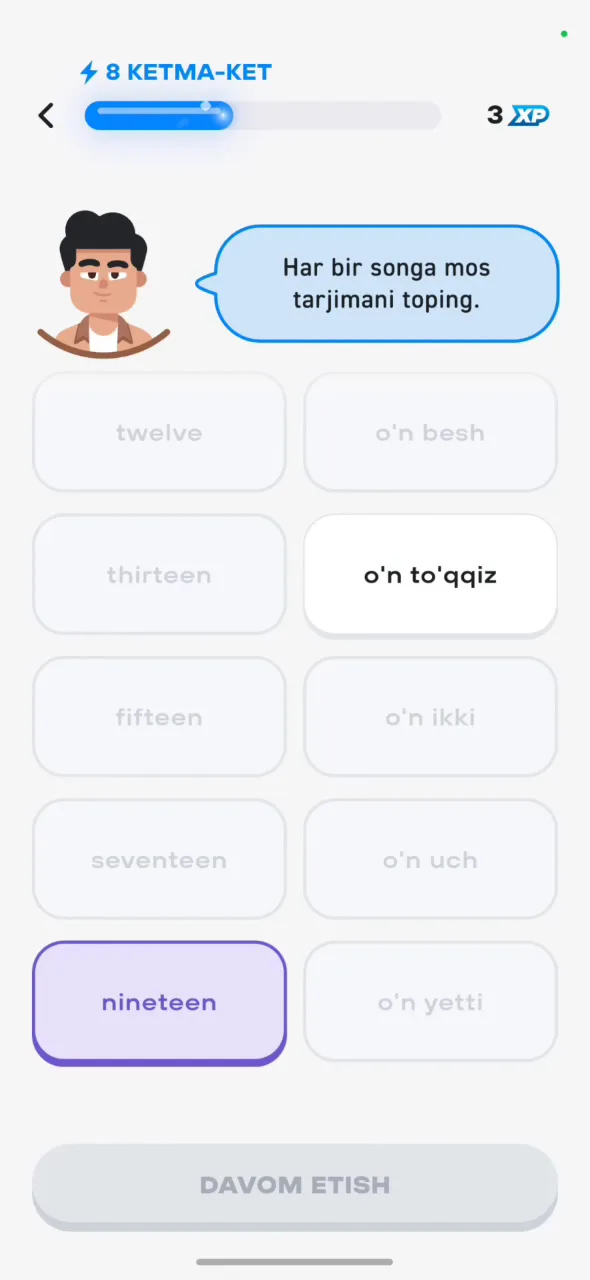 8 KETMA-KET
3 XP
Har bir songa mos
tarjimani toping.
twelve
o'n besh
thirteen
o'n to'qqiz
fifteen
o'n ikki
seventeen
o'n uch
nineteen
o'n yetti
DAVOM ETISH